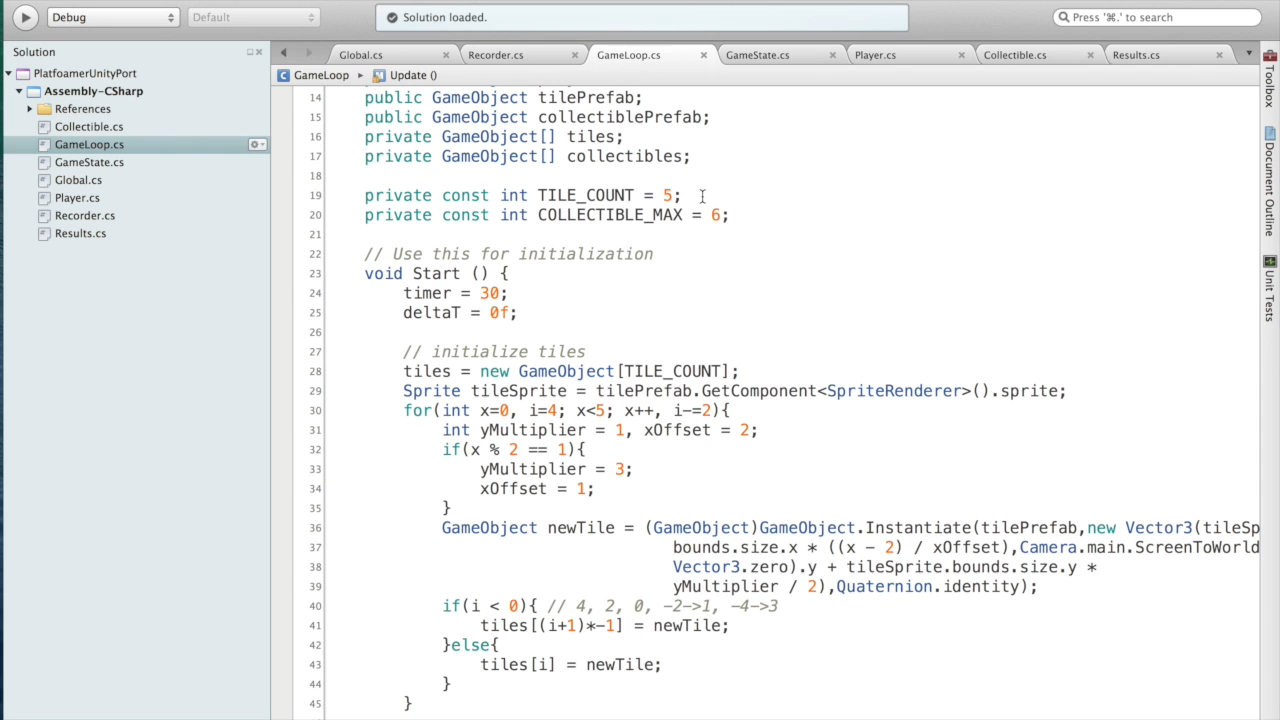 Debug
Default
Solution loaded.
Press '⌘.' to search
Solution
Global.cs
Recorder.cs
GameLoop.cs
GameState.cs
Player.cs
Collectible.cs
Results.cs
PlatfoamerUnityPort
Assembly-CSharp
References
Collectible.cs
GameLoop.cs
GameState.cs
Global.cs
Player.cs
Recorder.cs
Results.cs
C GameLoop
Update ()
14 public GameObject tilePrefab;
15 public GameObject collectiblePrefab;
16 private GameObject[] tiles;
17 private GameObject[] collectibles;
18
19 private const int TILE_COUNT = 5;
20 private const int COLLECTIBLE_MAX = 6;
21
22 // Use this for initialization
23 void Start () {
24 timer = 30;
25 deltaT = 0f;
26
27 // initialize tiles
28 tiles = new GameObject[TILE_COUNT];
29 Sprite tileSprite = tilePrefab.GetComponent<SpriteRenderer>().sprite;
30 for(int x=0, i=4; x<5; x++, i-=2){
31 int yMultiplier = 1, xOffset = 2;
32 if(x % 2 == 1){
33 yMultiplier = 3;
34 xOffset = 1;
35 }
36 GameObject newTile = (GameObject)GameObject.Instantiate(tilePrefab,new Vector3(tileSp
37 bounds.size.x * ((x - 2) / xOffset),Camera.main.ScreenToWorld
38 Vector3.zero).y + tileSprite.bounds.size.y *
39 yMultiplier / 2),Quaternion.identity);
40 if(i < 0){ // 4, 2, 0, -2->1, -4->3
41 tiles[(i+1)*-1] = newTile;
42 }else{
43 tiles[i] = newTile;
44 }
45 }
Toolbox
Document Outline
Unit Tests